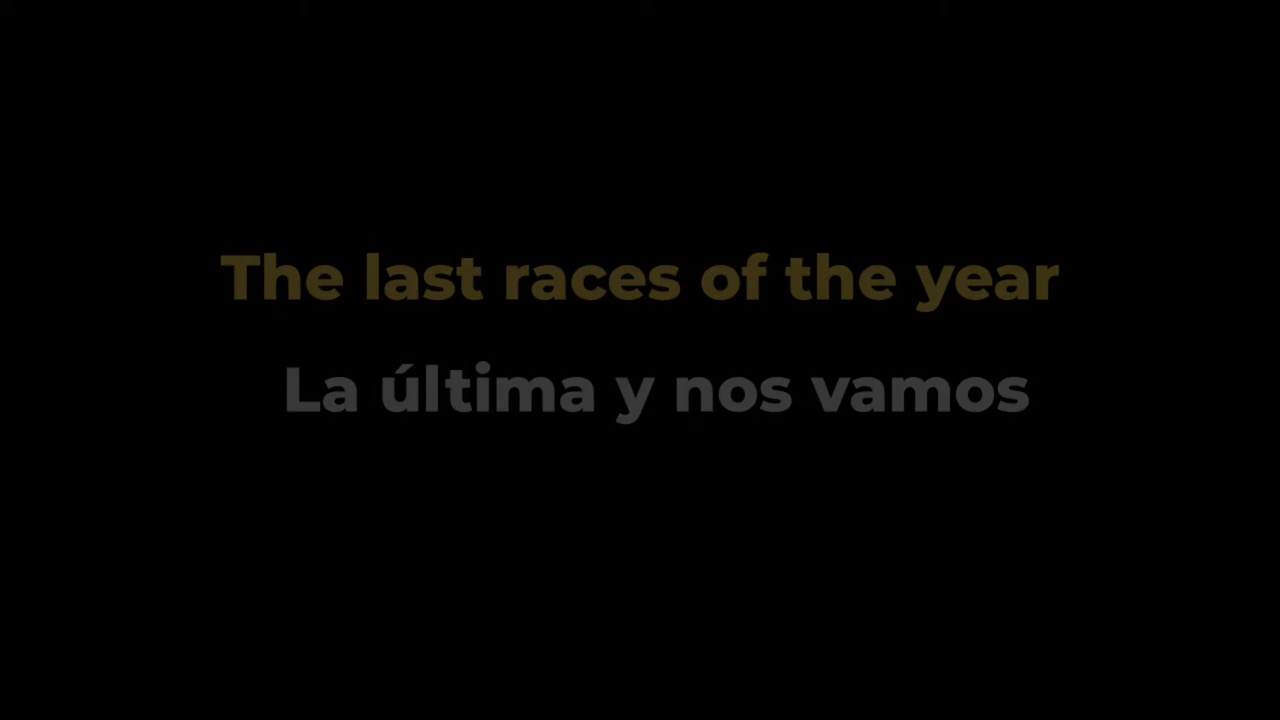 The last races of the year
La última y nos vamos